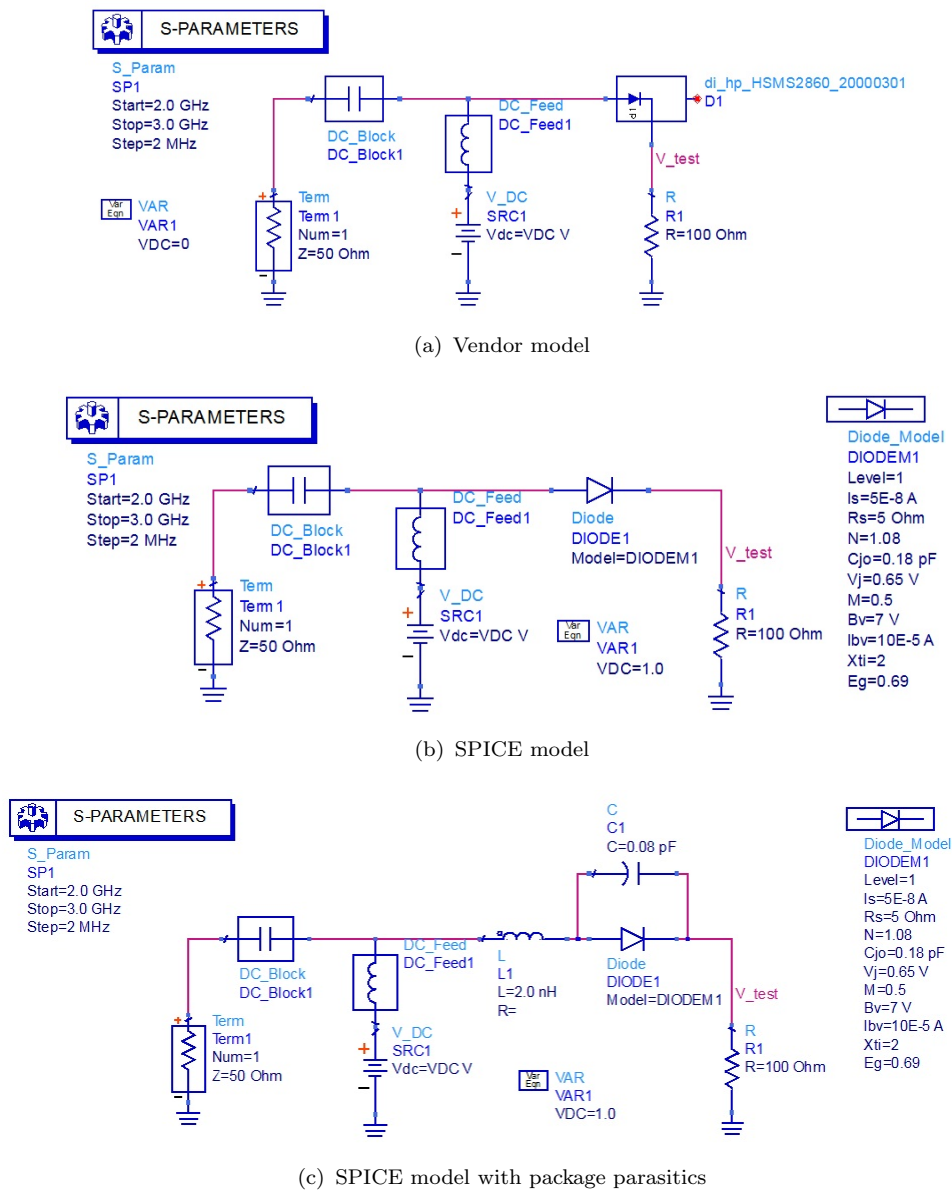 S-PARAMETERS
S_Param
SP1
Start=2.0 GHz
Stop=3.0 GHz
Step=2 MHz
Var
Eqn
VAR
VAR1
VDC=0
DC_Block
DC_Block1
+
Term
Term 1
Num=1
Z=50 Ohm
-
DC_Feed
DC_Feed1
V_DC
+
SRC1
Vdc=VDC V
-
di_hp_HSMS2860_20000301
D1
V_test
R
R1
R=100 Ohm
(a) Vendor model
S-PARAMETERS
S_Param
SP1
Start=2.0 GHz
Stop=3.0 GHz
Step=2 MHz
DC_Block
DC_Block1
+
Term
Term 1
Num=1
Z=50 Ohm
-
DC_Feed
DC_Feed1
V_DC
+
SRC1
Vdc=VDC V
-
Diode
DIODE1
Model=DIODEM1
Var
Eqn
VAR
VAR1
VDC=1.0
V_test
R
R1
R=100 Ohm
Diode_Model
DIODEM1
Level=1
Is=5E-8 A
Rs=5 Ohm
N=1.08
Cjo=0.18 pF
Vj=0.65 V
M=0.5
Bv=7 V
Ibv=10E-5 A
Xti=2
Eg=0.69
(b) SPICE model
S-PARAMETERS
S_Param
SP1
Start=2.0 GHz
Stop=3.0 GHz
Step=2 MHz
DC_Block
DC_Block1
+
Term
Term1
Num=1
Z=50 Ohm
-
DC_Feed
DC_Feed1
V_DC
+
SRC1
Vdc=VDC V
-
L
L1
L=2.0 nH
R=
C
C1
C=0.08 pF
Diode
DIODE1
Model=DIODEM1
Var
Eqn
VAR
VAR1
VDC=1.0
V_test
R
R1
R=100 Ohm
Diode_Model
DIODEM1
Level=1
Is=5E-8 A
Rs=5 Ohm
N=1.08
Cjo=0.18 pF
Vj=0.65 V
M=0.5
Bv=7 V
Ibv=10E-5 A
Xti=2
Eg=0.69
(c) SPICE model with package parasitics